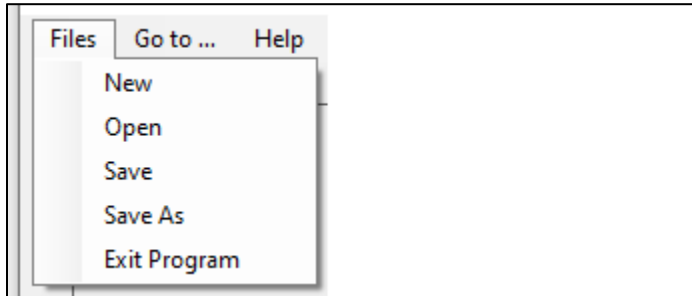 Files Go to ... Help
New
Open
Save
Save As
Exit Program